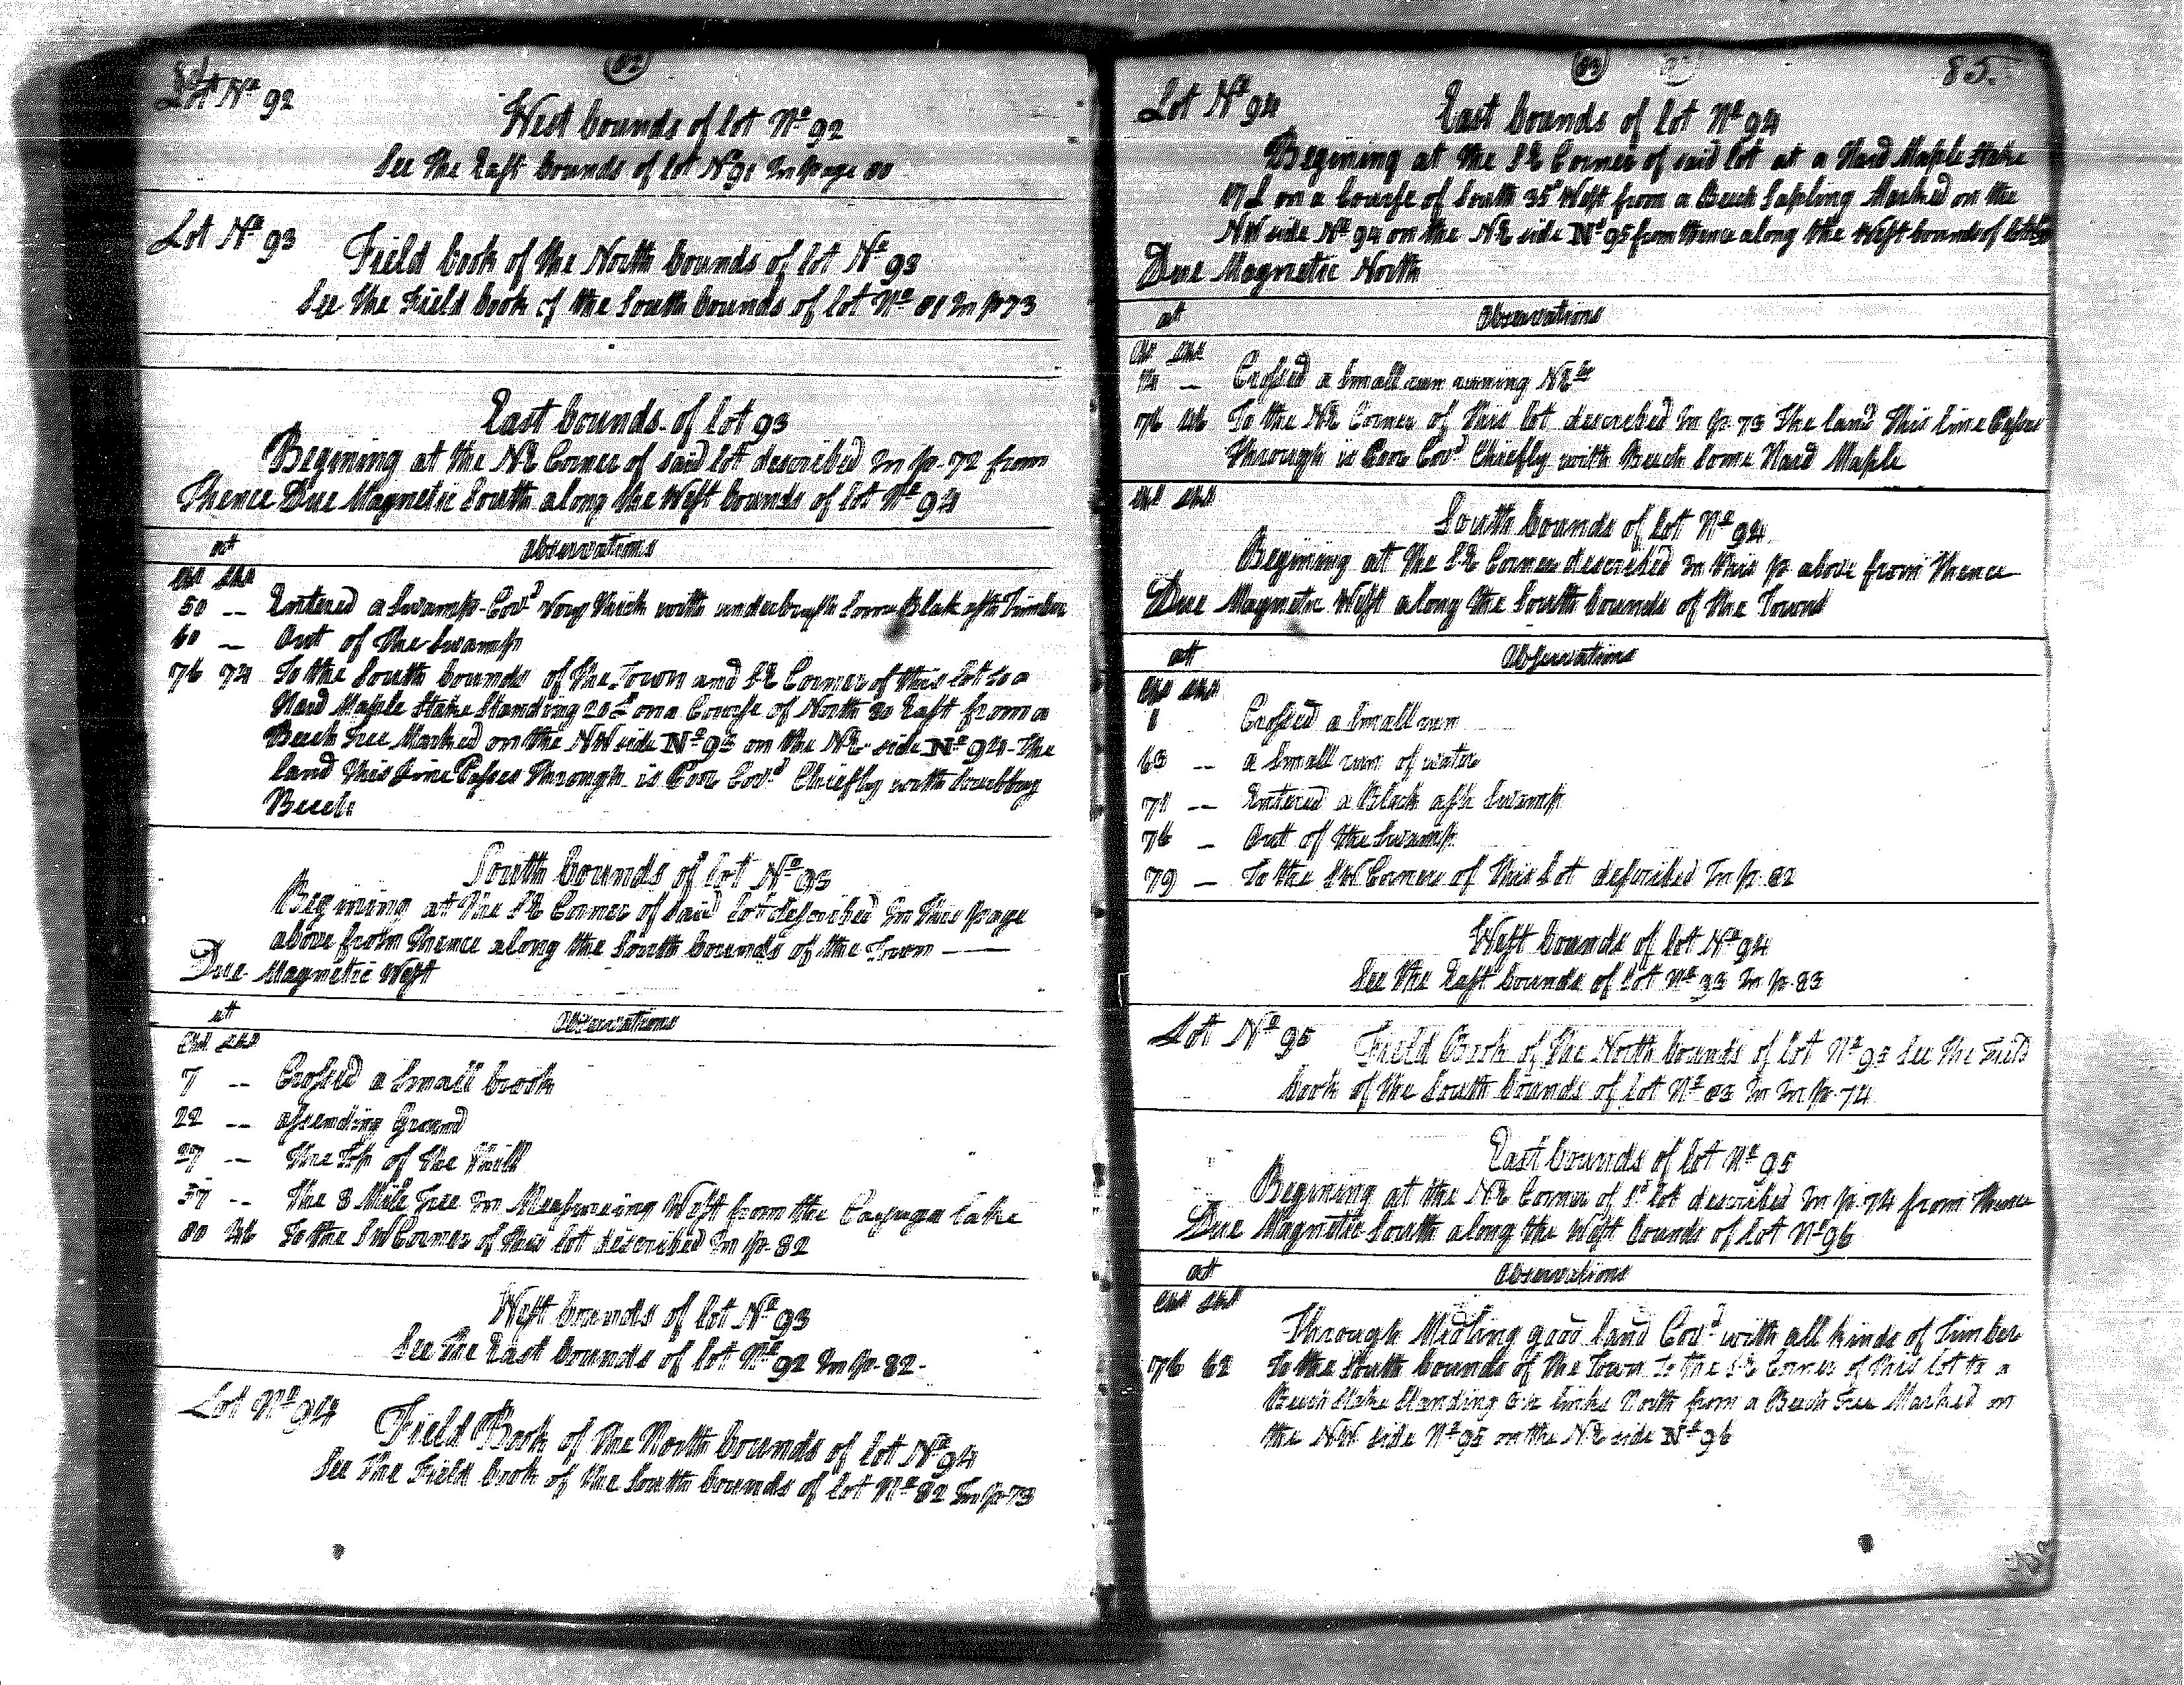 Lot Nº 92
West bounds of lot Nº 92
See the East bounds of lot Nº 91 In page
Lot Nº 93
Field book of the North bounds of lot Nº 93
See the Field book of the South bounds of lot Nº 81 In p 73
East bounds of lot 93
Begining at the NE Corner of said lot described In p. 72 from
Thence Due Magnetic South along the West bounds of lot Nº 94
at Observations
Chs Lks
50 -- Entered a Swamp Covd Very thick with underbrush Some Blak ash Timber
60 -- Out of the Swamp
76 74 To the South bounds of the Town and SE Corner of this lot to a
Hard Maple Stake Standing 20 L on a Course of North 80 East from a
Beech Tree Marked on the NW side Nº 93 on the NE side Nº 94 - The
land this Line Passes through is Poor Covd Chiefly with Scrubbuy
Beech
South bounds of lot Nº 93
Begining at the SE Corner of Said lot described In this page
above from thence along the South bounds of the Town
Due Magnetic West
at Observations
Chs Lks
7 -- Crossed a Small brook
22 -- assending Ground
27 -- The Top of the Hill
37 -- The 8 Mile Tree In Measureing West from the Cayuga Lake
80 46 To the SW Corner of this lot described In p. 82
West bounds of lot Nº 93
See The East bounds of lot Nº 92 In p. 82.
Lot Nº 94
Field Book of the North bounds of lot Nº 94
See The Field book of the South bounds of lot Nº 82 In p. 73
85.
Lot Nº 94
East bounds of lot Nº 94
Begining at the SE Corner of said lot at a Hard Maple Stake
17 L on a Course of South 35 West from a Beech Sapling Marked on the
NW side Nº 94 on the NE side Nº 95 from thence along the West bounds of lot
Due Magnetic North
at Observations
Chs Lks
-- Crossed a Small run runing NE
76 46 To the NE Corner of this lot described In p. 73 The land this line Passes
through is Poor Covd Chiefly with Beech Some Hard Maple
Chs Lks
South bounds of lot Nº 94
Begining at the SE Corner described In this p above from thence
Due Magnetic West along the South bounds of the Town
at Observations
Chs Lks
1 Crossed a Small run
63 -- a Small run of water
71 -- Entered a Black ash Swamp
76 -- Out of the Swamp
79 -- To the SW Corner of this Lot described In p. 82
West bounds of lot Nº 94
See the East bounds of lot Nº 93 In p. 83
Lot Nº 95
Field Book of the North bounds of lot Nº 95 See the Field
book of the South bounds of lot Nº 83 In In p. 74
East bounds of lot Nº 95
Begining at the NE Corner of sd lot described In p. 74 from thence
Due Magnetic South along the West bounds of lot Nº 96
at Observations
Chs Lks
Through Midling good land Covd with all kinds of Timber
76 62 To the South bounds of the Town To the SE Corner of this lot to a
Beech Stake Standing links North from a Beech Tree Marked on
the NW side Nº 95 on the NE side Nº 96